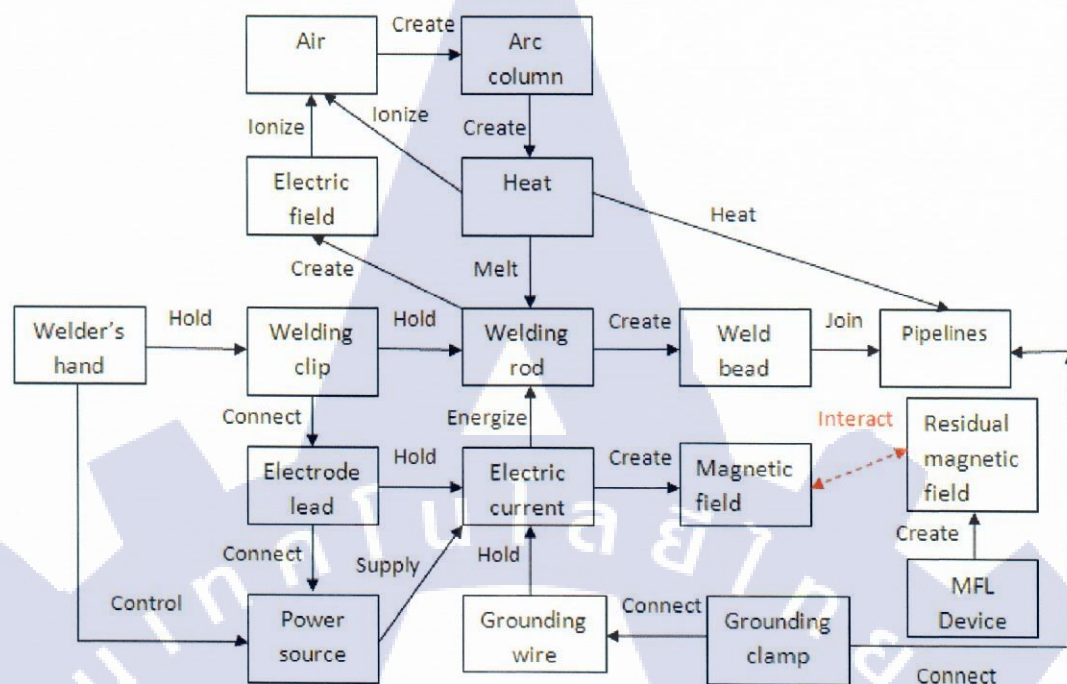 Create
Air
Arc
column
Ionize
Ionize
Create
Electric
field
Heat
Heat
Create
Melt
Welder's
hand
Hold
Welding
clip
Hold
Welding
rod
Create
Weld
bead
Join
Pipelines
Connect
Energize
Interact
Residual
magnetic
field
Electrode
lead
Hold
Electric
current
Create
Magnetic
field
Connect
Supply
Hold
Create
Control
Power
source
Grounding
wire
Connect
Grounding
clamp
MFL
Device
Connect